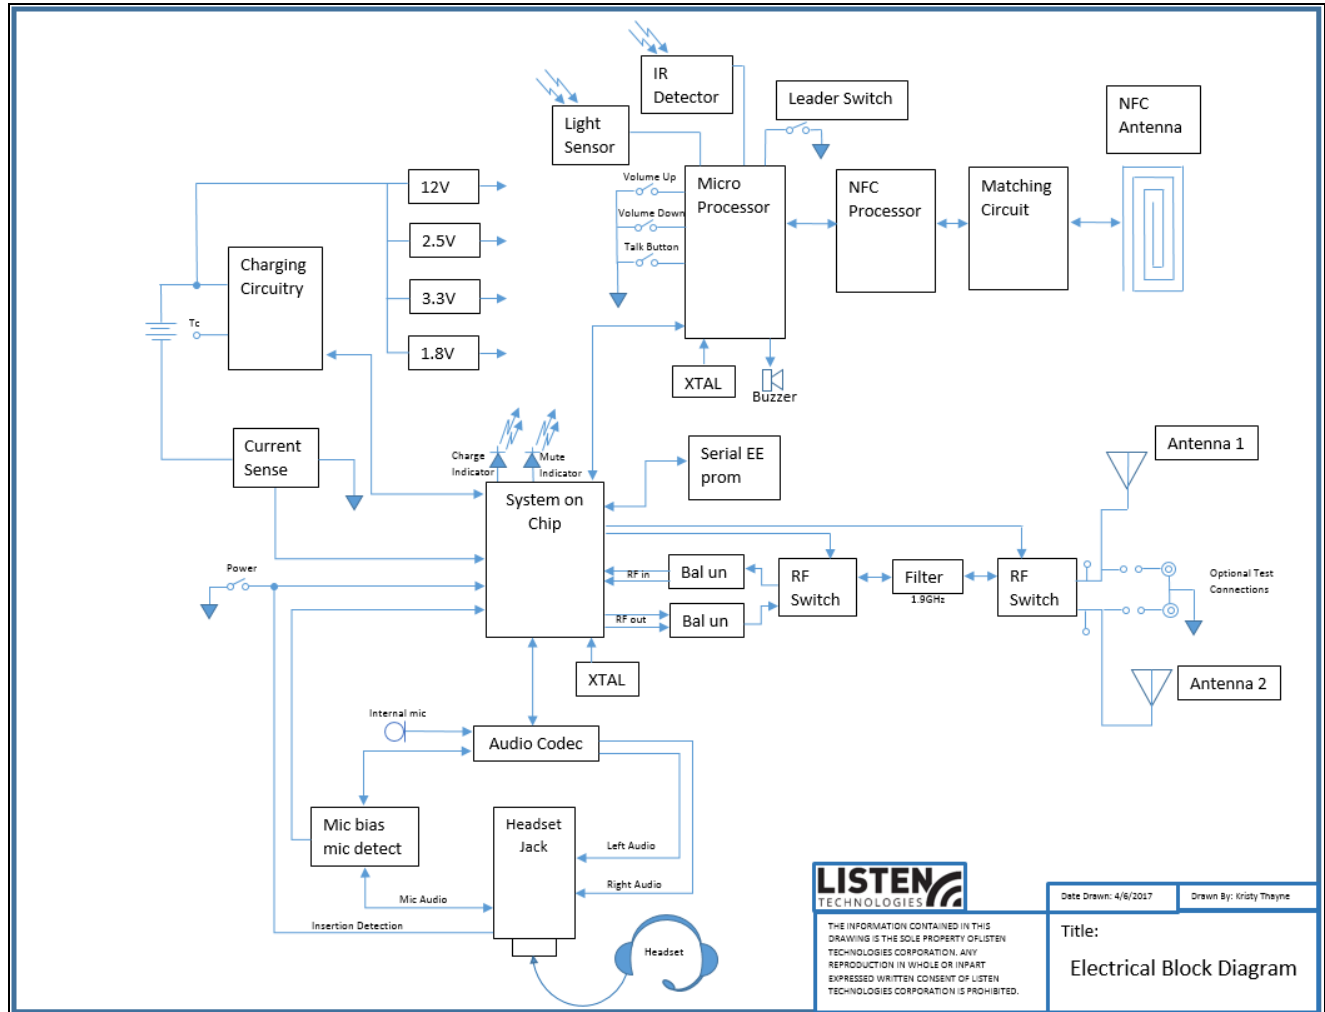 IR
Detector
Leader Switch
NFC
Antenna
Light
Sensor
12V
Volume Up
Micro
Processor
NFC
Processor
Matching
Circuit
Volume Down
2.5V
Talk Button
Charging
Circuitry
3.3V
Tc
1.8V
XTAL
Buzzer
Current
Sense
Charge
Indicator
Mute
Indicator
Serial EE
prom
Antenna 1
System on
Chip
Power
RF in
Bal un
RF
Switch
Filter
1.9GHz
RF
Switch
Optional Test
Connections
RF out
Bal un
XTAL
Antenna 2
Internal mic
Audio Codec
Mic bias
mic detect
Headset
Jack
Left Audio
Right Audio
Mic Audio
Insertion Detection
Headset
LISTEN
TECHNOLOGIES
Date Drawn: 4/6/2017
Drawn By: Kristy Thayne
THE INFORMATION CONTAINED IN THIS
DRAWING IS THE SOLE PROPERTY OFLISTEN
TECHNOLOGIES CORPORATION. ANY
REPRODUCTION IN WHOLE OR INPART
EXPRESSED WRITTEN CONSENT OF LISTEN
TECHNOLOGIES CORPORATION IS PROHIBITED.
Title:
Electrical Block Diagram